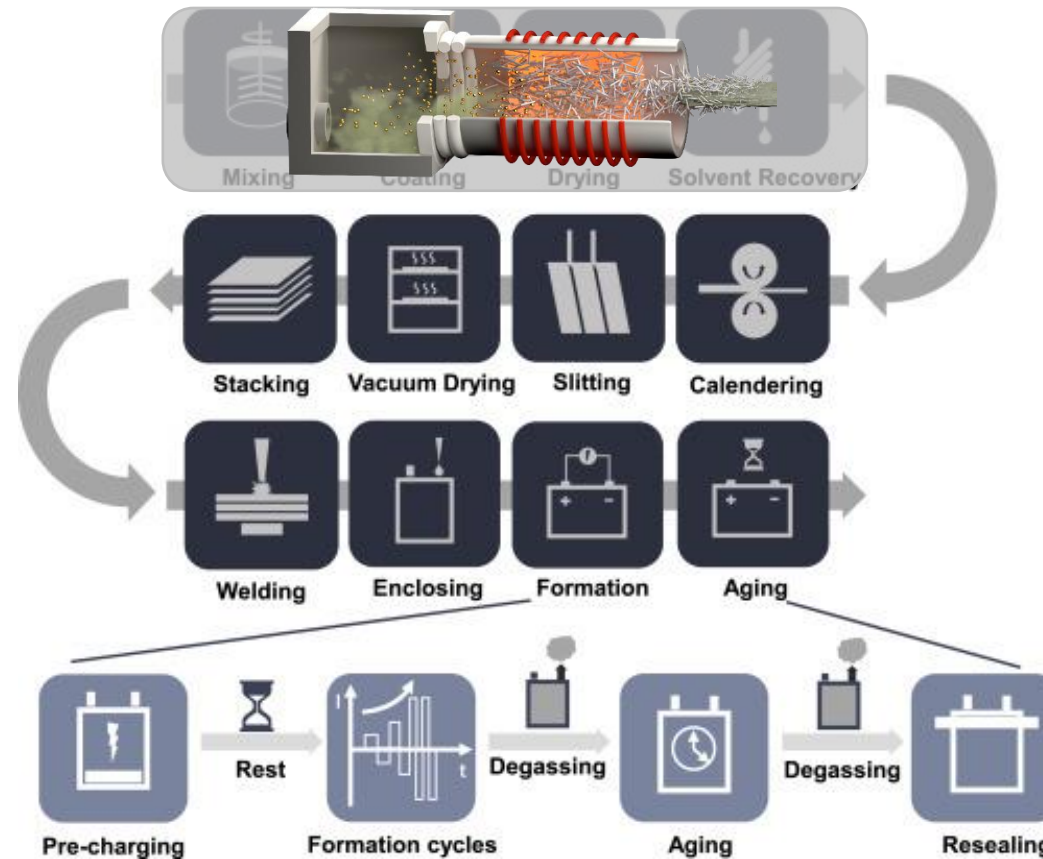 Mixing Coating Drying Solvent Recovery
Stacking Vacuum Drying Slitting Calendering
Welding Enclosing Formation Aging
I
t
Rest Degassing Degassing
Pre-charging Formation cycles Aging Resealing